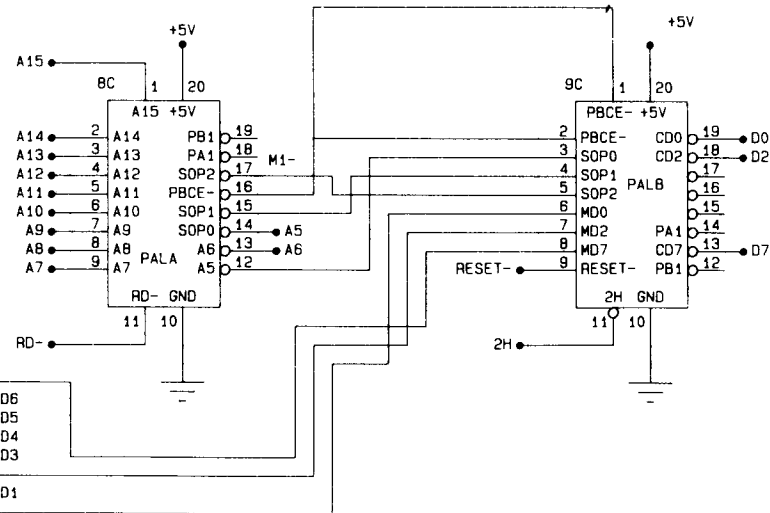 +5V +5V
A15
8C 1 20 9C 1 20
A15 +5V PBCE- +5V
A14 2 A14 PB1 19 2 PBCE- CD0 19 D0
A13 3 A13 PA1 18 M1- 3 SOP0 CD2 18 D2
A12 4 A12 SOP2 17 4 SOP1 PALB 17
A11 5 A11 PBCE- 16 5 SOP2 16
A10 6 A10 SOP1 15 6 MD0 15
A9 7 A9 SOP0 14 A5 7 MD2 PA1 14
A8 8 A8 A6 13 A6 8 MD7 CD7 13 D7
A7 9 A7 PALA A5 12 RESET- 9 RESET- PB1 12
RD- GND 2H GND
11 10 11 10
RD- 2H
D6
D5
D4
D3
D1